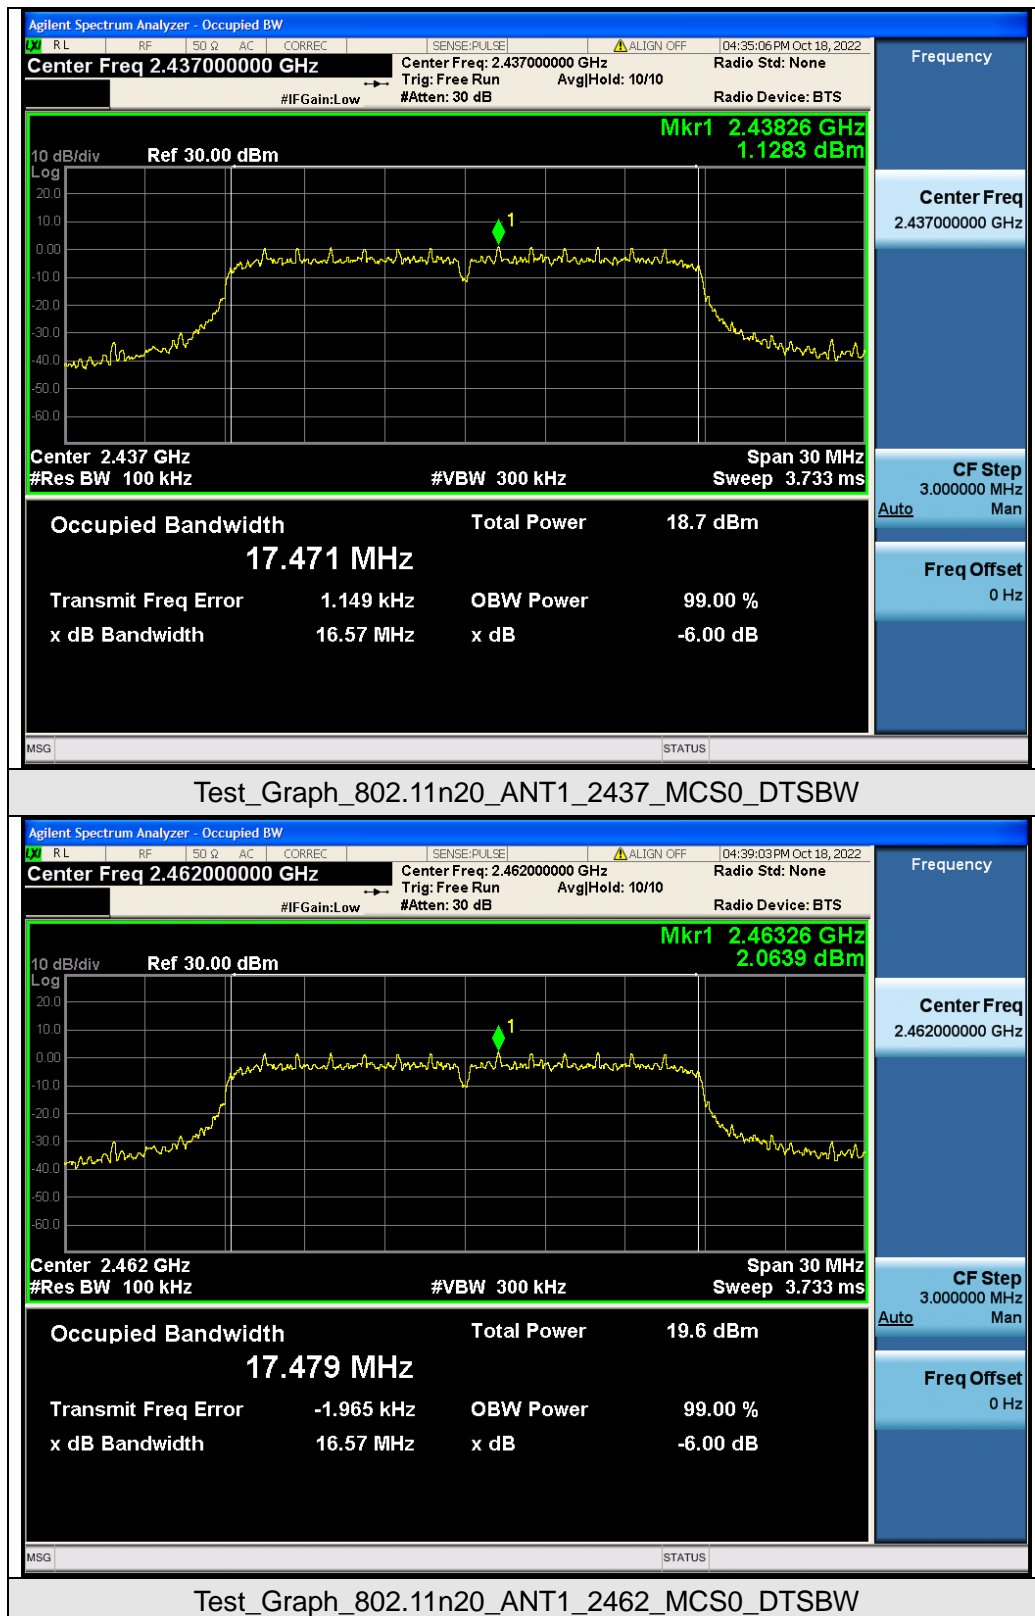 Agilent Spectrum Analyzer - Occupied BW
LXI RL RF 50 Ω AC CORREC SENSE:PULSE ALIGN OFF 04:35:06 PM Oct 18, 2022
Center Freq 2.437000000 GHz
Center Freq: 2.437000000 GHz
Radio Std: None
Trig: Free Run Avg|Hold: 10/10
#IFGain:Low #Atten: 30 dB Radio Device: BTS
Frequency
Mkr1 2.43826 GHz
1.1283 dBm
10 dB/div Ref 30.00 dBm
Log
20.0
10.0
0.00
-10.0
-20.0
-30.0
-40.0
-50.0
-60.0
1
Center 2.437 GHz Span 30 MHz
#Res BW 100 kHz #VBW 300 kHz Sweep 3.733 ms
Center Freq
2.437000000 GHz
CF Step
3.000000 MHz
Auto Man
Freq Offset
0 Hz
Occupied Bandwidth Total Power 18.7 dBm
17.471 MHz
Transmit Freq Error 1.149 kHz OBW Power 99.00 %
x dB Bandwidth 16.57 MHz x dB -6.00 dB
MSG STATUS
Test_Graph_802.11n20_ANT1_2437_MCS0_DTSBW
Agilent Spectrum Analyzer - Occupied BW
LXI RL RF 50 Ω AC CORREC SENSE:PULSE ALIGN OFF 04:39:03 PM Oct 18, 2022
Center Freq 2.462000000 GHz
Center Freq: 2.462000000 GHz
Radio Std: None
Trig: Free Run Avg|Hold: 10/10
#IFGain:Low #Atten: 30 dB Radio Device: BTS
Frequency
Mkr1 2.46326 GHz
2.0639 dBm
10 dB/div Ref 30.00 dBm
Log
20.0
10.0
0.00
-10.0
-20.0
-30.0
-40.0
-50.0
-60.0
1
Center 2.462 GHz Span 30 MHz
#Res BW 100 kHz #VBW 300 kHz Sweep 3.733 ms
Center Freq
2.462000000 GHz
CF Step
3.000000 MHz
Auto Man
Freq Offset
0 Hz
Occupied Bandwidth Total Power 19.6 dBm
17.479 MHz
Transmit Freq Error -1.965 kHz OBW Power 99.00 %
x dB Bandwidth 16.57 MHz x dB -6.00 dB
MSG STATUS
Test_Graph_802.11n20_ANT1_2462_MCS0_DTSBW